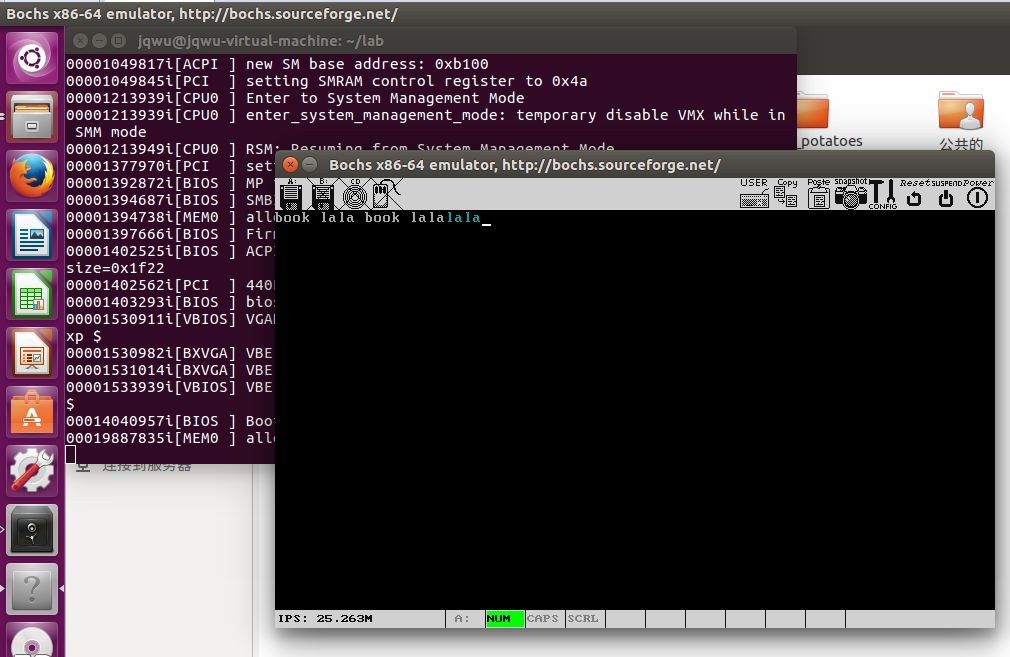 Bochs x86-64 emulator, http://bochs.sourceforge.net/
jqwu@jqwu-virtual-machine: ~/lab
00001049817i[ACPI ] new SM base address: 0xb100
00001049845i[PCI  ] setting SMRAM control register to 0x4a
00001213939i[CPU0 ] Enter to System Management Mode
00001213939i[CPU0 ] enter_system_management_mode: temporary disable VMX while in
 SMM mode
00001213949i[CPU0 ] RSM: Resuming from System Management Mode
00001377970i[PCI  ] set
00001392872i[BIOS ] MP
00001394687i[BIOS ] SMB
00001394738i[MEM0 ] all
00001397666i[BIOS ] Fir
00001402525i[BIOS ] ACP
size=0x1f22
00001402562i[PCI  ] 440
00001403293i[BIOS ] bio
00001530911i[VBIOS] VGA
xp $
00001530982i[BXVGA] VBE
00001531014i[BXVGA] VBE
00001533939i[VBIOS] VBE
$
00014040957i[BIOS ] Boo
00019887835i[MEM0 ] all
连接到服务器
_potatoes
公共的
Bochs x86-64 emulator, http://bochs.sourceforge.net/
A: B: CD USER Copy Paste snapshot CONFIG Reset SUSPEND Power
book lala book lalalala_
IPS: 25.263M A: NUM CAPS SCRL